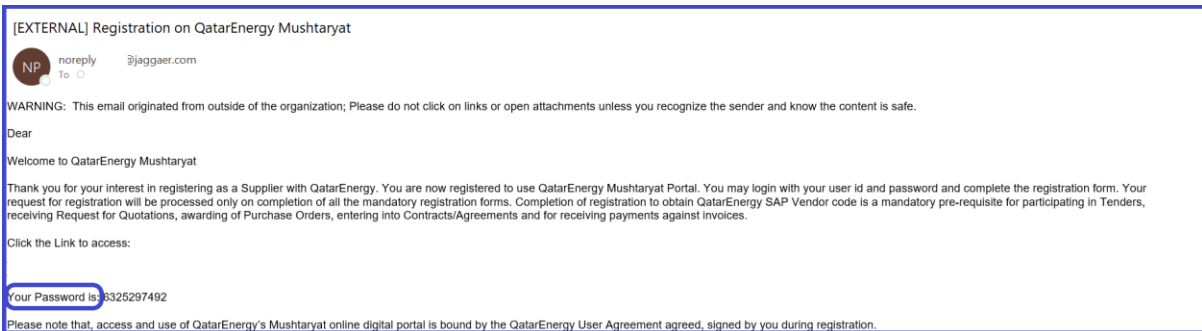 [EXTERNAL] Registration on QatarEnergy Mushtaryat
NP
noreply @jaggaer.com
To
WARNING: This email originated from outside of the organization; Please do not click on links or open attachments unless you recognize the sender and know the content is safe.
Dear
Welcome to QatarEnergy Mushtaryat
Thank you for your interest in registering as a Supplier with QatarEnergy. You are now registered to use QatarEnergy Mushtaryat Portal. You may login with your user id and password and complete the registration form. Your
request for registration will be processed only on completion of all the mandatory registration forms. Completion of registration to obtain QatarEnergy SAP Vendor code is a mandatory pre-requisite for participating in Tenders,
receiving Request for Quotations, awarding of Purchase Orders, entering into Contracts/Agreements and for receiving payments against invoices.
Click the Link to access:
Your Password is: 6325297492
Please note that, access and use of QatarEnergy's Mushtaryat online digital portal is bound by the QatarEnergy User Agreement agreed, signed by you during registration.